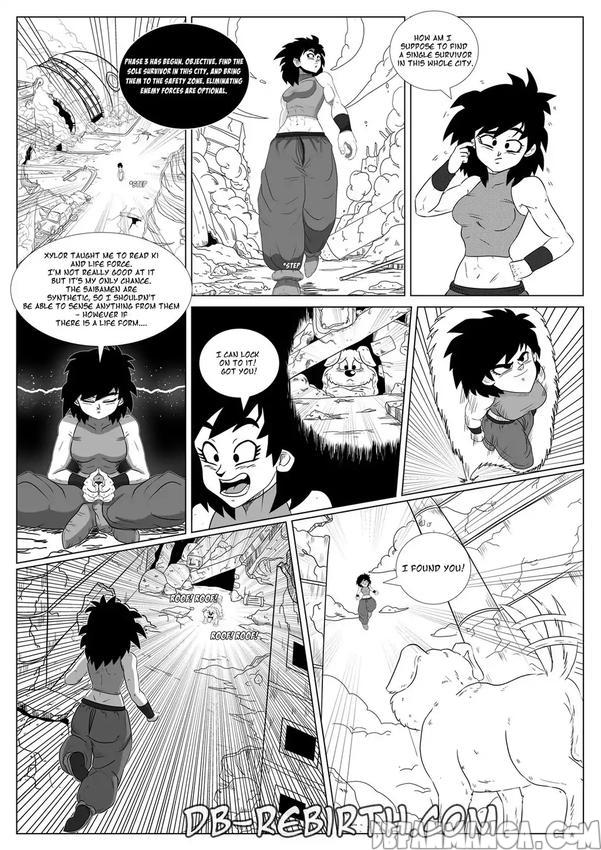 PHASE 3 HAS BEGUN. OBJECTIVE, FIND THE
SOLE SURVIVOR IN THIS CITY, AND BRING
THEM TO THE SAFETY ZONE. ELIMINATING
ENEMY FORCES ARE OPTIONAL.
HOW AM I
SUPPOSE TO FIND
A SINGLE SURVIVOR
IN THIS WHOLE CITY.
*STEP
*STEP
XYLOR TAUGHT ME TO READ KI
AND LIFE FORCE.
I'M NOT REALLY GOOD AT IT
BUT IT'S MY ONLY CHANCE.
THE SAIBAMEN ARE
SYNTHETIC, SO I SHOULDN'T
BE ABLE TO SENSE ANYTHING FROM THEM
- HOWEVER IF
THERE IS A LIFE FORM....
I CAN LOCK
ON TO IT!
GOT YOU!
ROOF! ROOF!
ROOF! ROOF!
I FOUND YOU!
DB-REBIRTH.COM
DBFANMANGA.COM